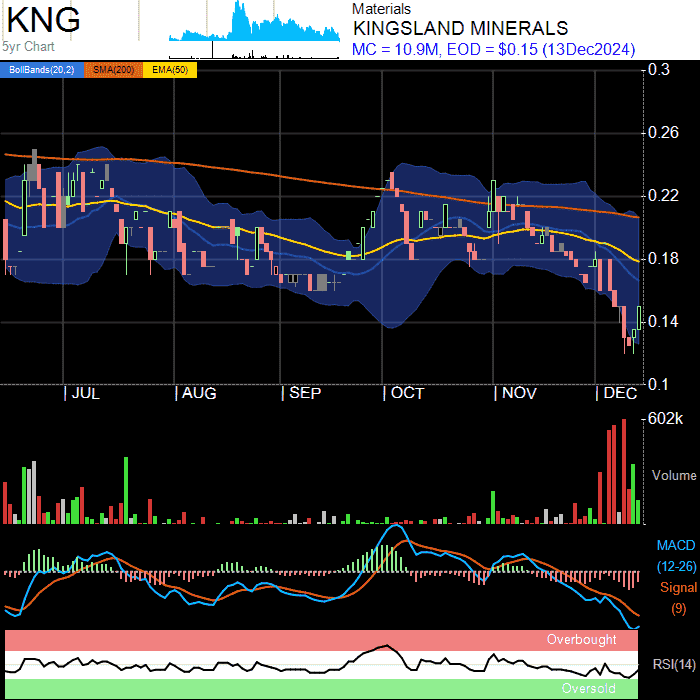 KNG
5yr Chart
Materials
KINGSLAND MINERALS
MC = 10.9M, EOD = $0.15 (13Dec2024)
BollBands(20,2) SMA(200) EMA(50)
0.3
0.26
0.22
0.18
0.14
0.1
JUL AUG SEP OCT NOV DEC
602k
Volume
MACD
(12-26)
Signal
(9)
Overbought
RSI(14)
Oversold